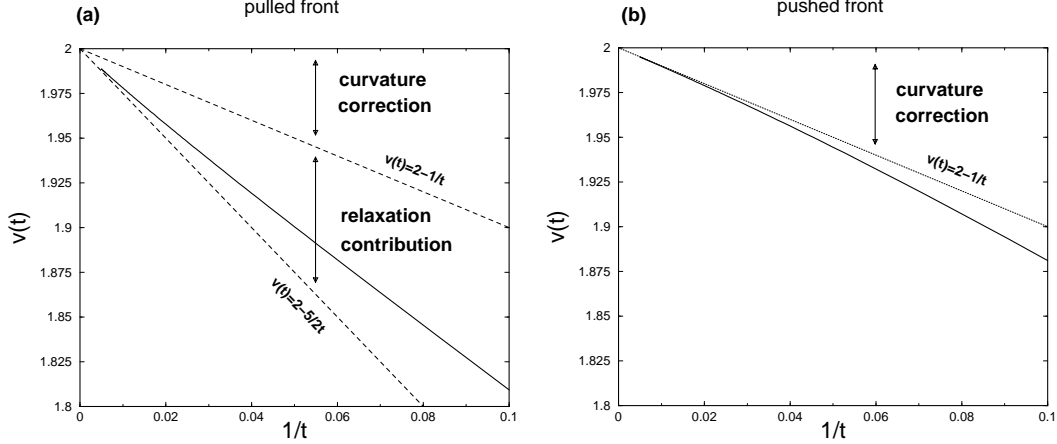 pulled front
(a)
2
1.975
1.95
1.925
1.9
1.875
1.85
1.825
1.8
v(t)
0
0.02
0.04
0.06
0.08
0.1
1/t
curvature
correction
v(t)=2−1/t
relaxation
contribution
v(t)=2−5/2t
pushed front
(b)
2
1.975
1.95
1.925
1.9
1.875
1.85
1.825
1.8
v(t)
0
0.02
0.04
0.06
0.08
0.1
1/t
curvature
correction
v(t)=2−1/t